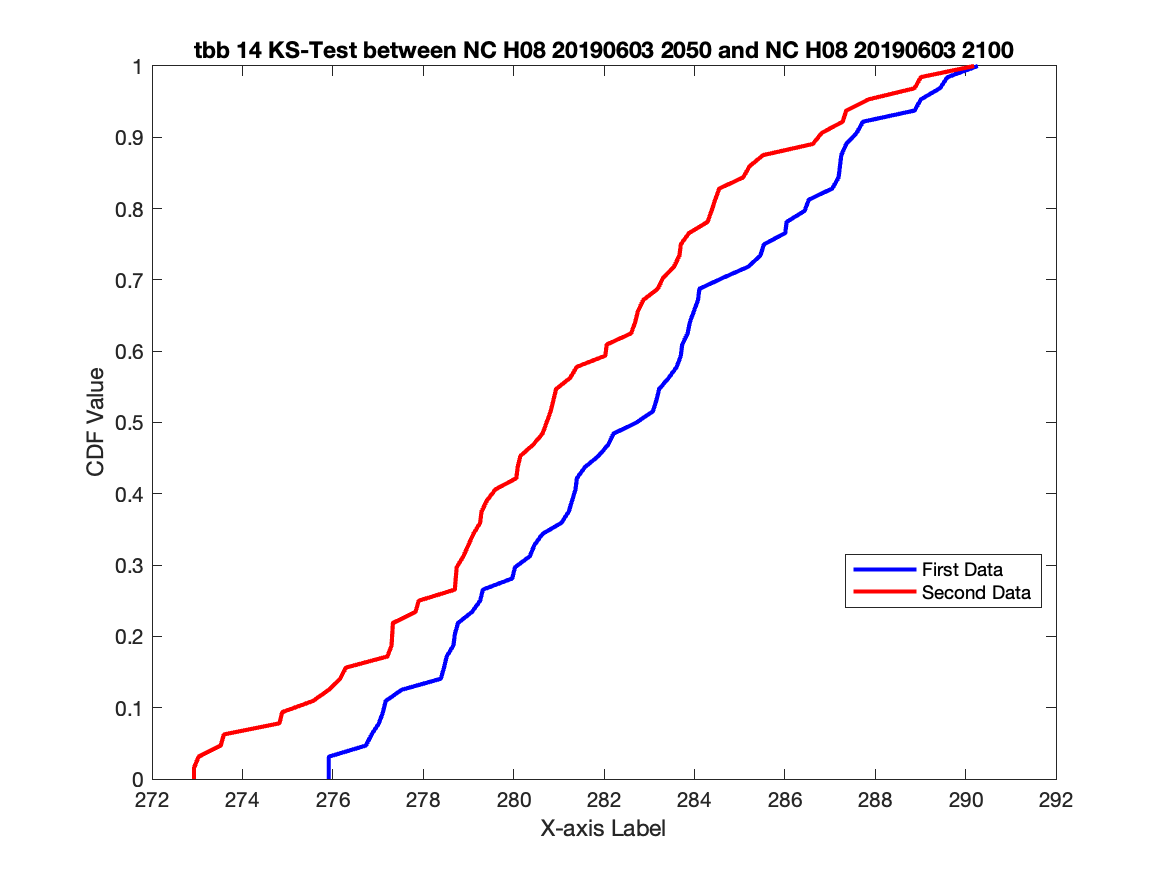 tbb 14 KS-Test between NC H08 20190603 2050 and NC H08 20190603 2100
1
0.9
0.8
0.7
0.6
0.5
0.4
0.3
0.2
0.1
0
CDF Value
First Data
Second Data
272 274 276 278 280 282 284 286 288 290 292
X-axis Label